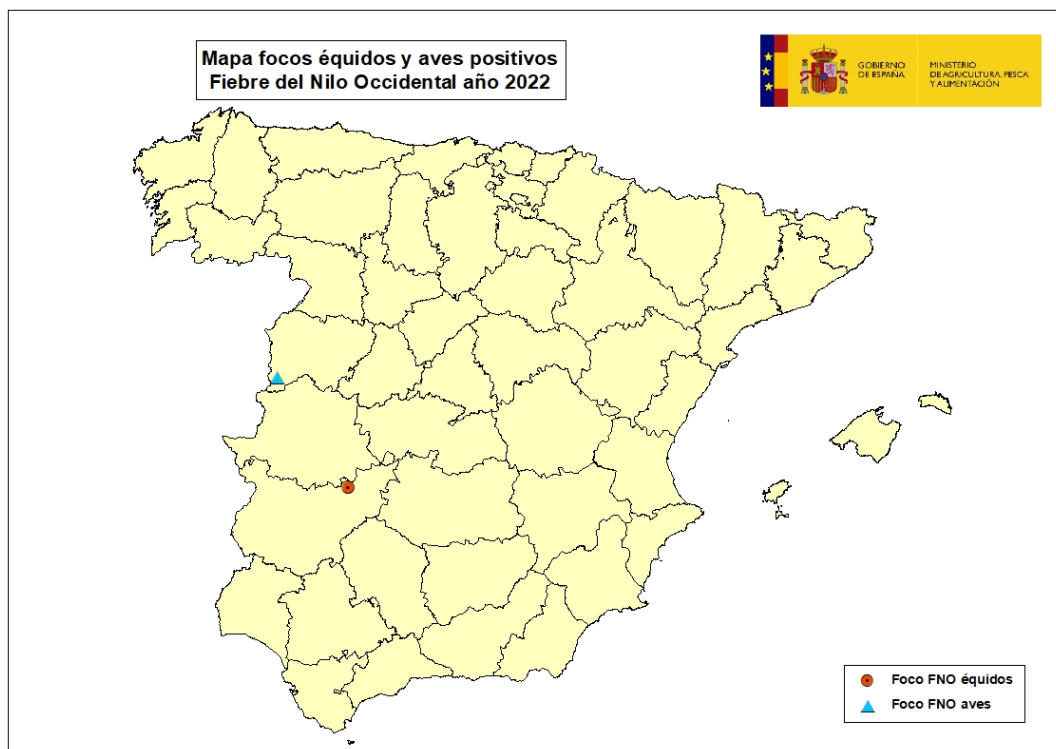 Mapa focos équidos y aves positivos
Fiebre del Nilo Occidental año 2022
GOBIERNO
DE ESPAÑA
MINISTERIO
DE AGRICULTURA, PESCA
Y ALIMENTACIÓN
Foco FNO équidos
Foco FNO aves